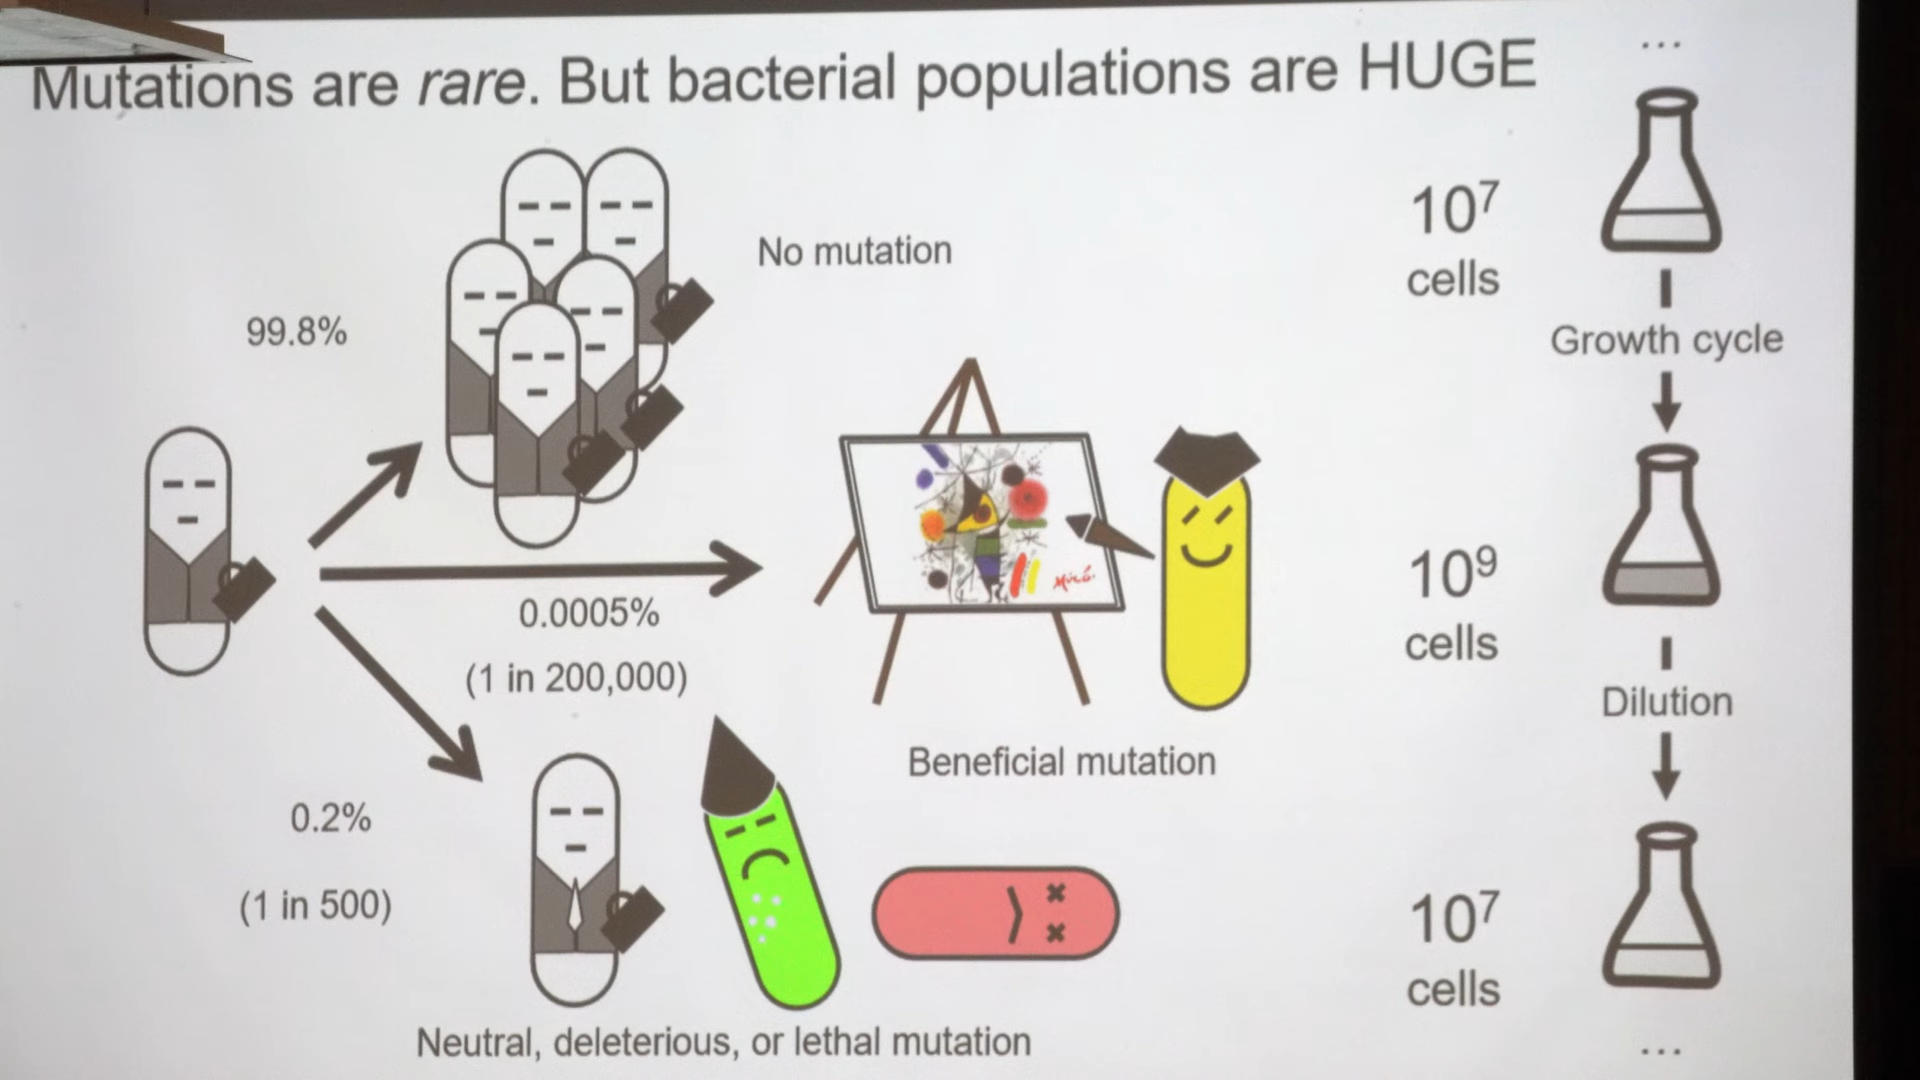 Mutations are rare. But bacterial populations are HUGE
99.8%
No mutation
0.0005%
(1 in 200,000)
Miró.
Beneficial mutation
0.2%
(1 in 500)
Neutral, deleterious, or lethal mutation
...
10⁷
cells
Growth cycle
10⁹
cells
Dilution
10⁷
cells
...